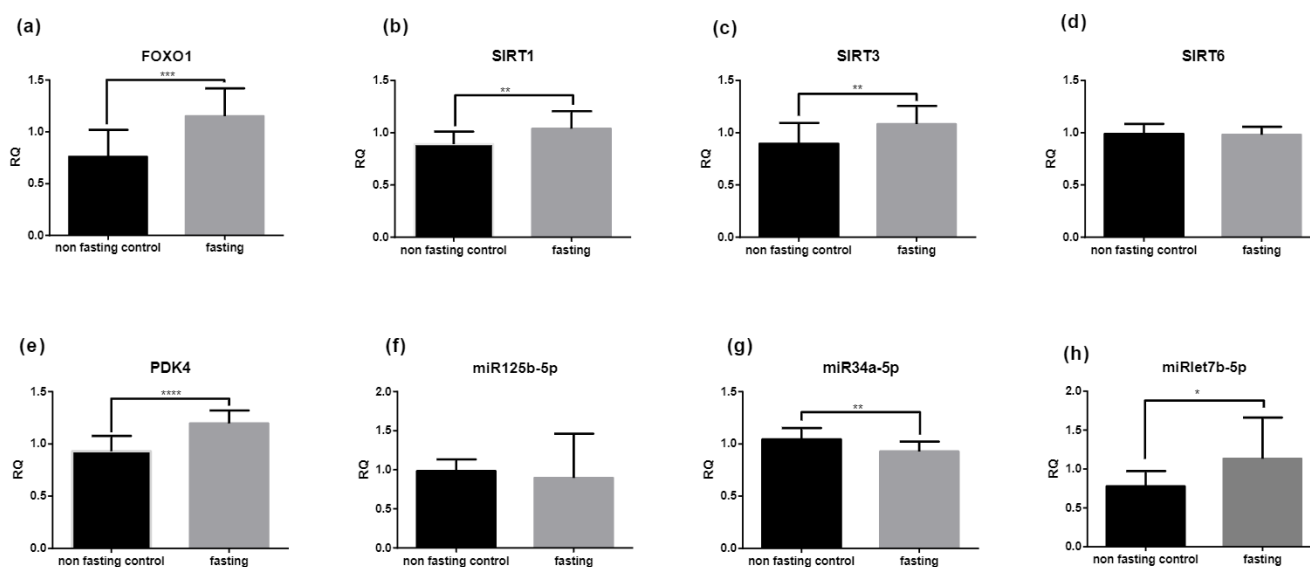 (a)
FOXO1
***
1.5
1.0
0.5
0.0
RQ
non fasting control fasting
(b)
SIRT1
**
1.5
1.0
0.5
0.0
RQ
non fasting control fasting
(c)
SIRT3
**
1.5
1.0
0.5
0.0
RQ
non fasting control fasting
(d)
SIRT6
1.5
1.0
0.5
0.0
RQ
non fasting control fasting
(e)
PDK4
****
1.5
1.0
0.5
0.0
RQ
non fasting control fasting
(f)
miR125b-5p
2.0
1.5
1.0
0.5
0.0
RQ
non fasting control fasting
(g)
miR34a-5p
**
1.5
1.0
0.5
0.0
RQ
non fasting control fasting
(h)
miRlet7b-5p
*
2.0
1.5
1.0
0.5
0.0
RQ
non fasting control fasting